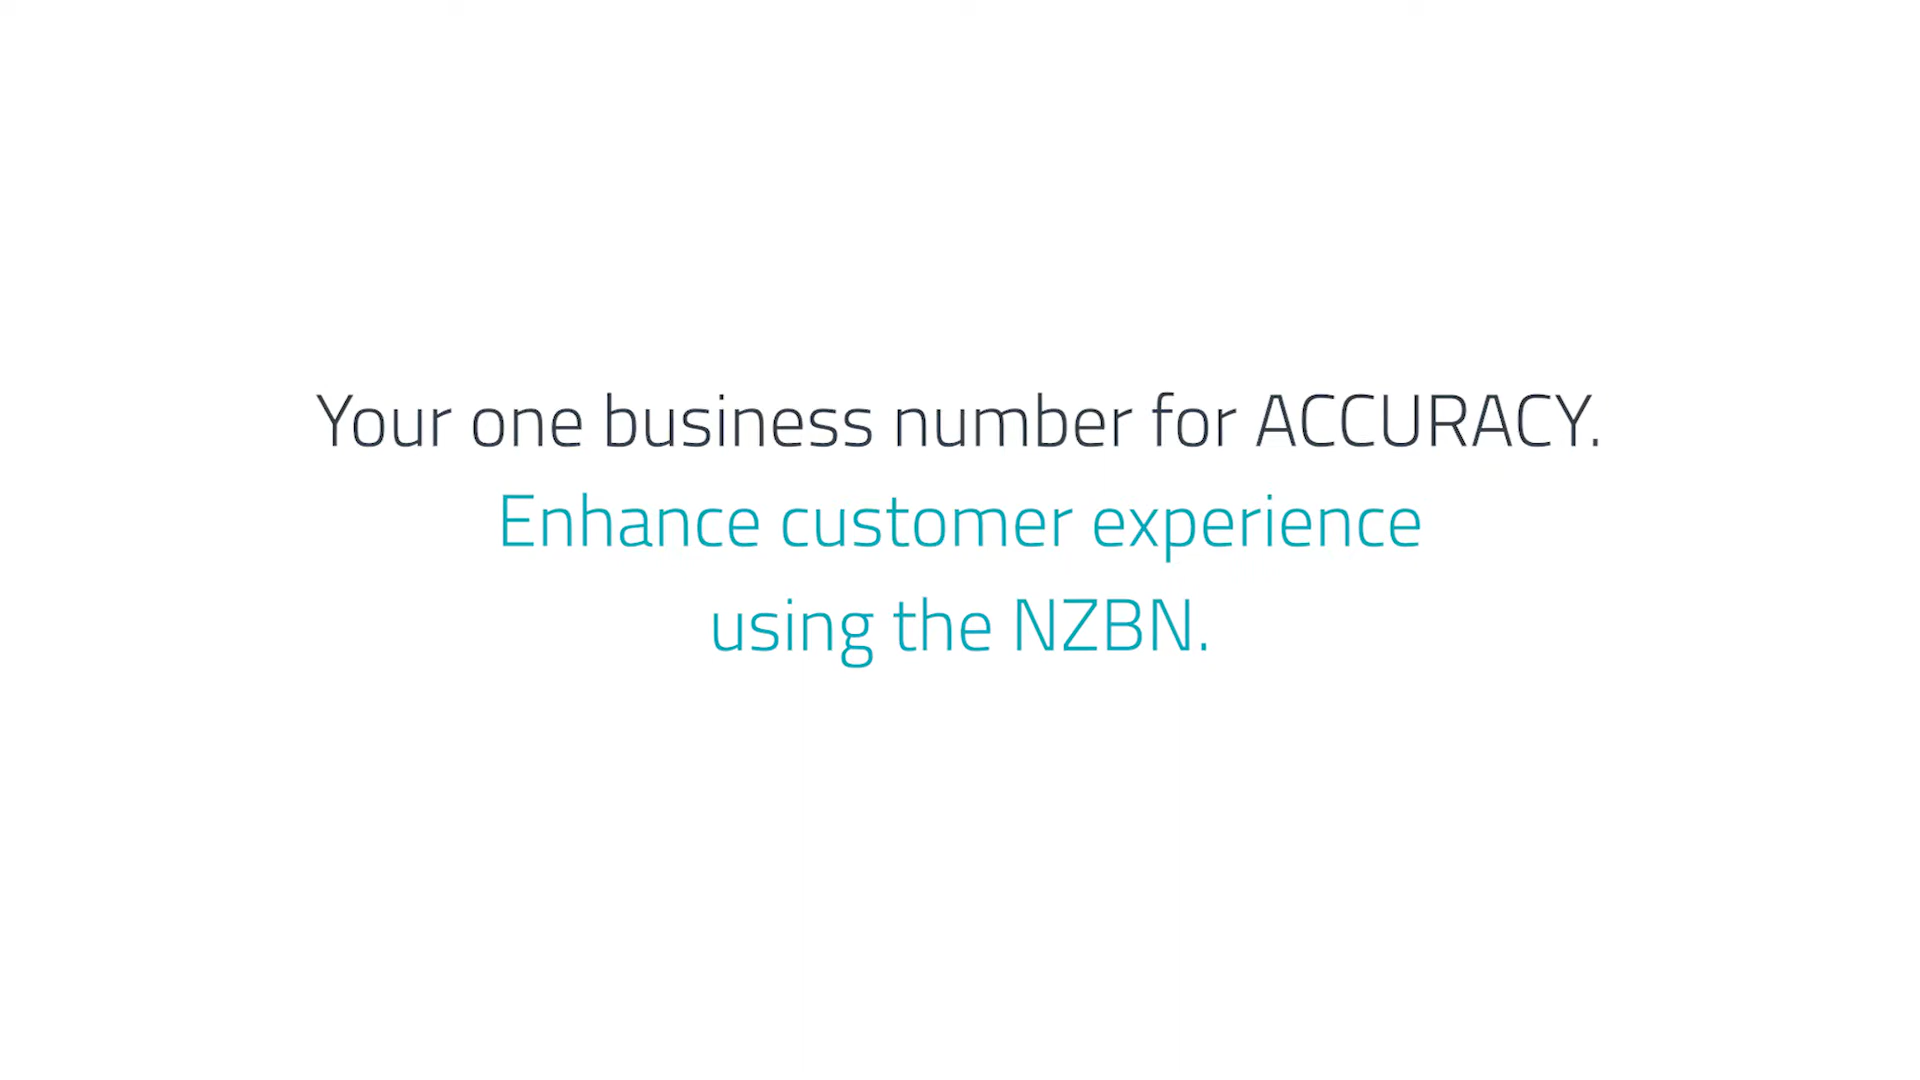 Your one business number for ACCURACY.
Enhance customer experience
using the NZBN.